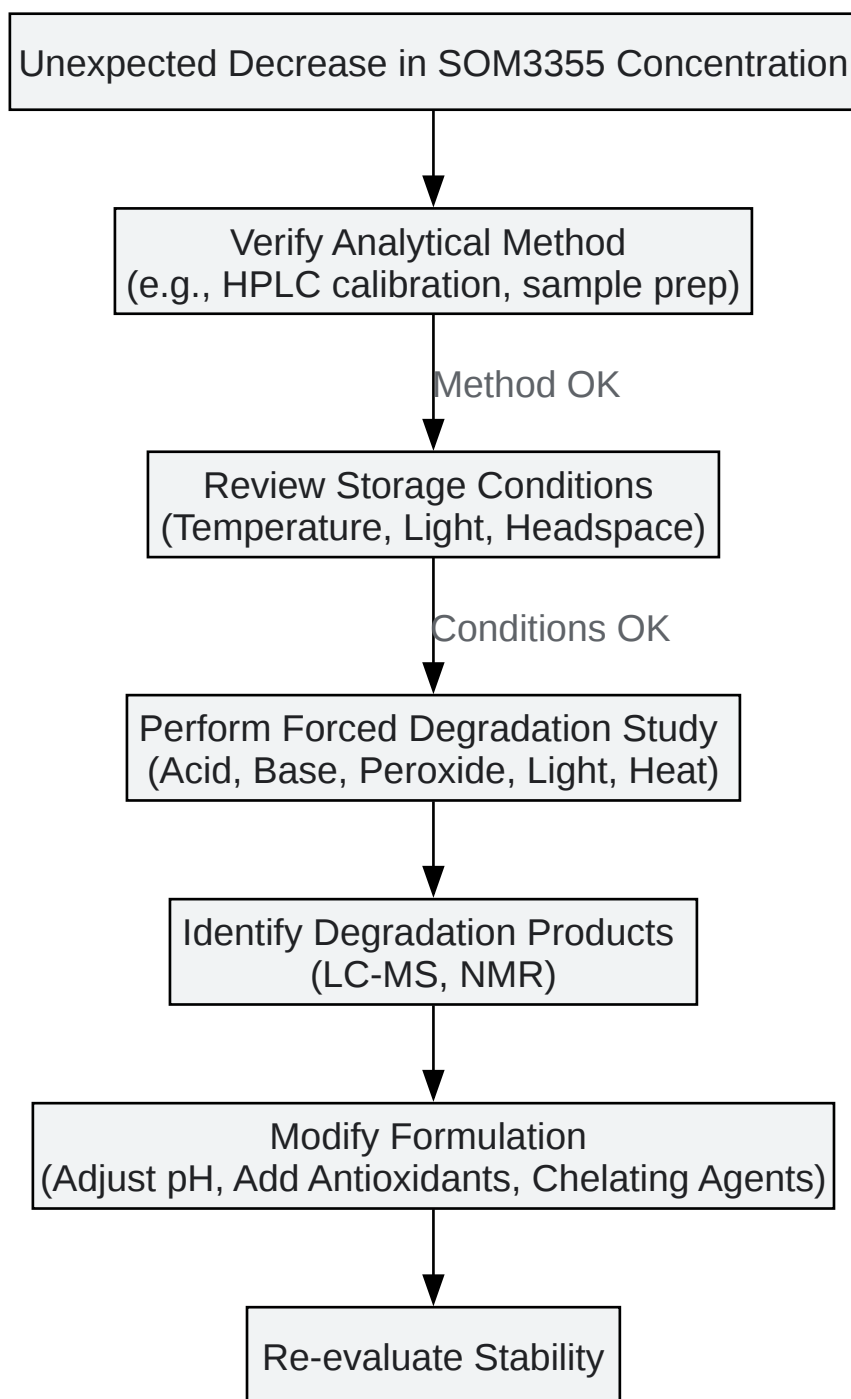 Unexpected Decrease in SOM3355 Concentration
Verify Analytical Method
(e.g., HPLC calibration, sample prep)
Method OK
Review Storage Conditions
(Temperature, Light, Headspace)
Conditions OK
Perform Forced Degradation Study
(Acid, Base, Peroxide, Light, Heat)
Identify Degradation Products
(LC-MS, NMR)
Modify Formulation
(Adjust pH, Add Antioxidants, Chelating Agents)
Re-evaluate Stability